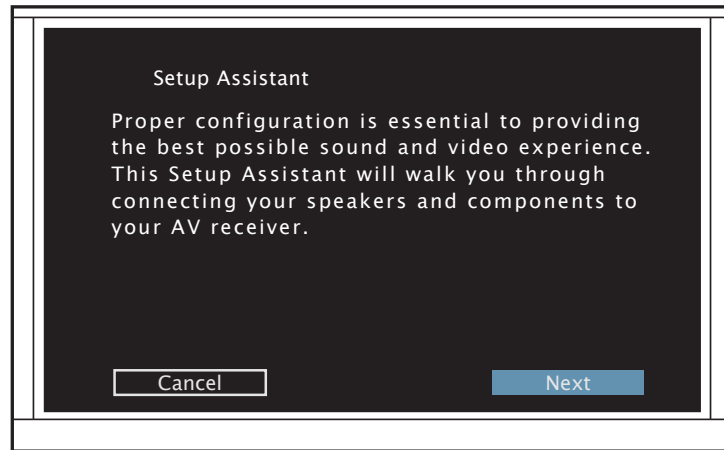 Setup Assistant
Proper configuration is essential to providing
the best possible sound and video experience.
This Setup Assistant will walk you through
connecting your speakers and components to
your AV receiver.
Cancel
Next